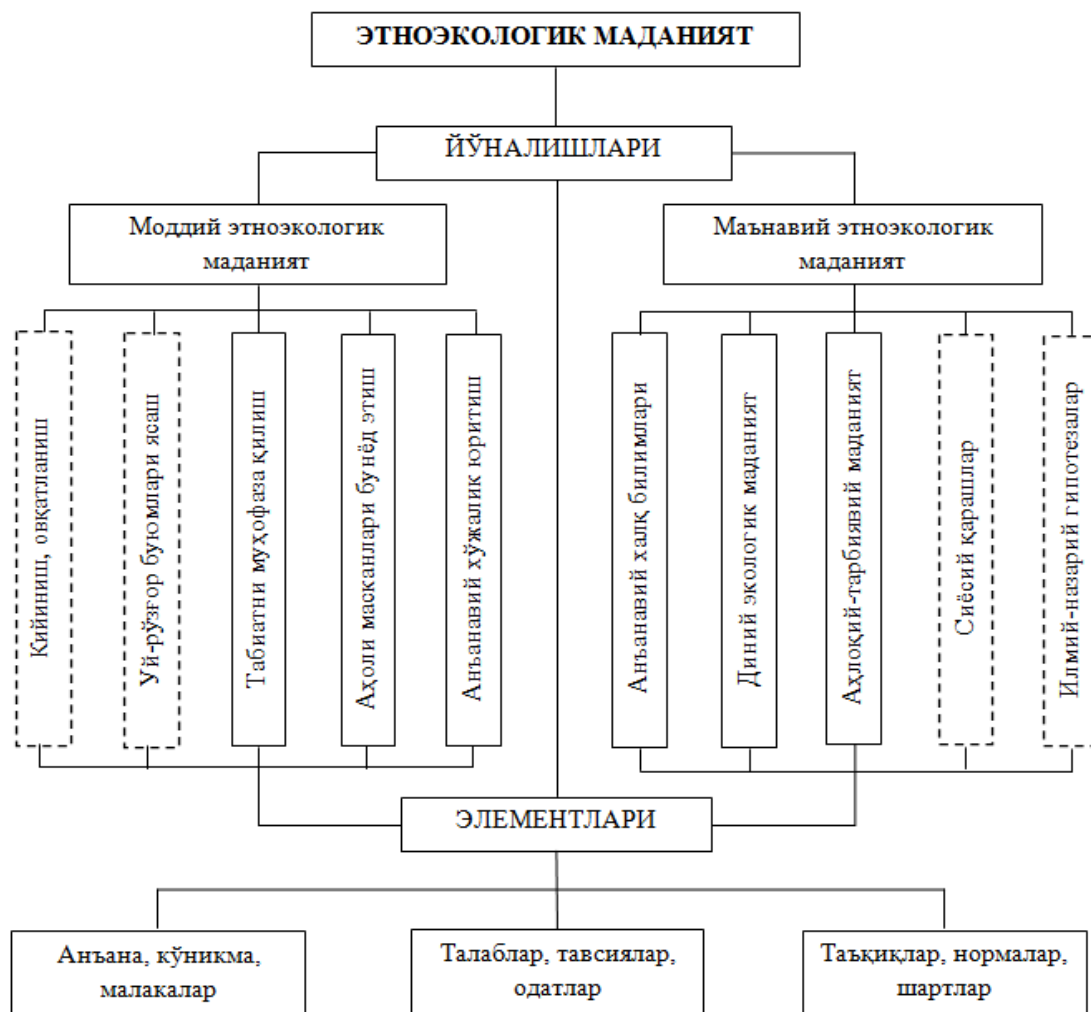 ЭТНОЭКОЛОГИК МАДАНИЯТ
ЙЎНАЛИШЛАРИ
Моддий этноэкологик
маданият
Маънавий этноэкологик
маданият
Кийиниш, овқатланиш
Уй-рўзғор буюмлари ясаш
Табиатни муҳофаза қилиш
Аҳоли масканлари бунёд этиш
Анъанавий хўжалик юритиш
Анъанавий халқ билимлари
Диний экологик маданият
Аҳлоқий-тарбиявий маданият
Сиёсий қарашлар
Илмий-назарий гипотезалар
ЭЛЕМЕНТЛАРИ
Анъана, кўникма,
малакалар
Талаблар, тавсиялар,
одатлар
Таъқиқлар, нормалар,
шартлар